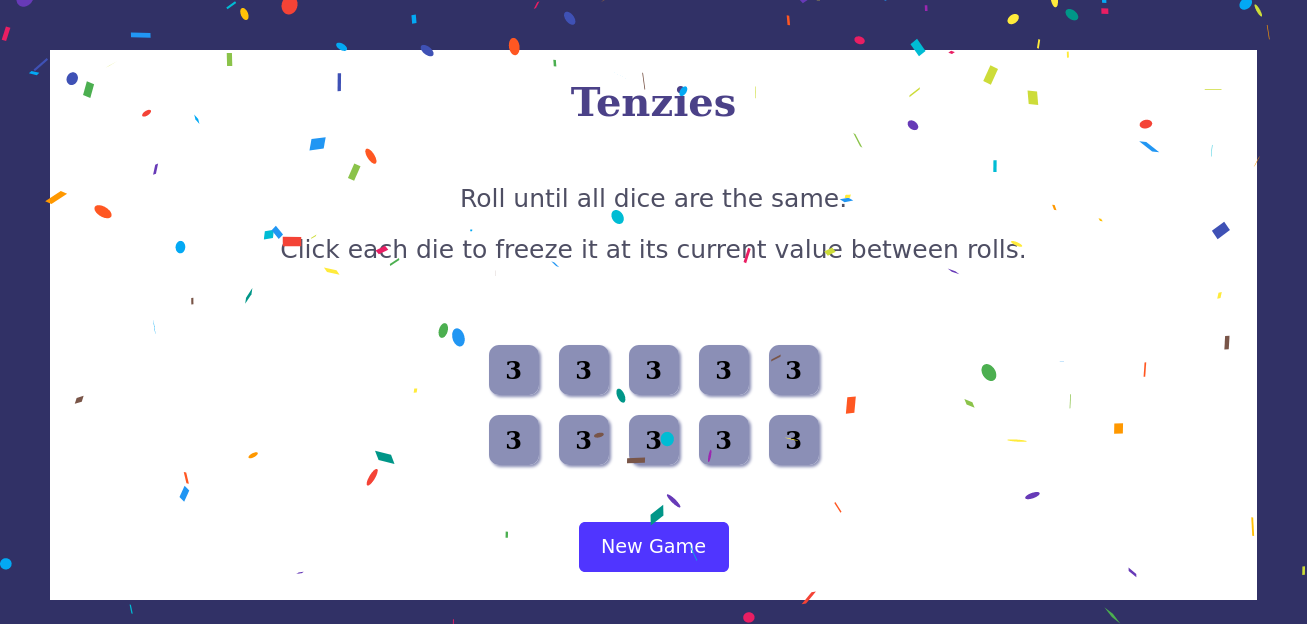 Tenzies
Roll until all dice are the same.
Click each die to freeze it at its current value between rolls.
3 3 3 3 3
3 3 3 3 3
New Game